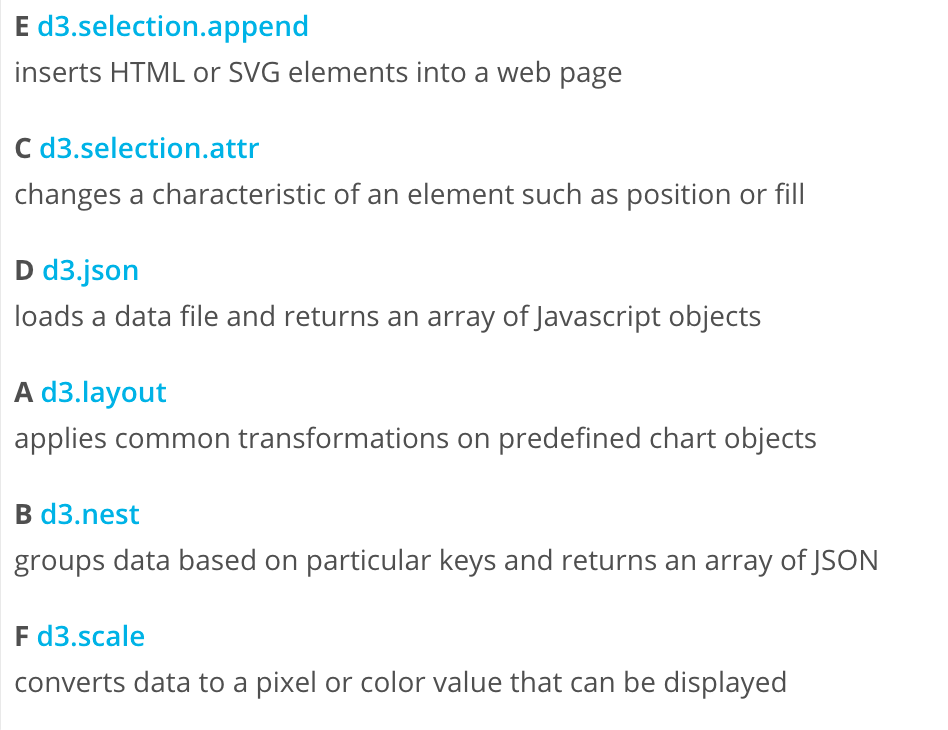 E d3.selection.append
inserts HTML or SVG elements into a web page
C d3.selection.attr
changes a characteristic of an element such as position or fill
D d3.json
loads a data file and returns an array of Javascript objects
A d3.layout
applies common transformations on predefined chart objects
B d3.nest
groups data based on particular keys and returns an array of JSON
F d3.scale
converts data to a pixel or color value that can be displayed